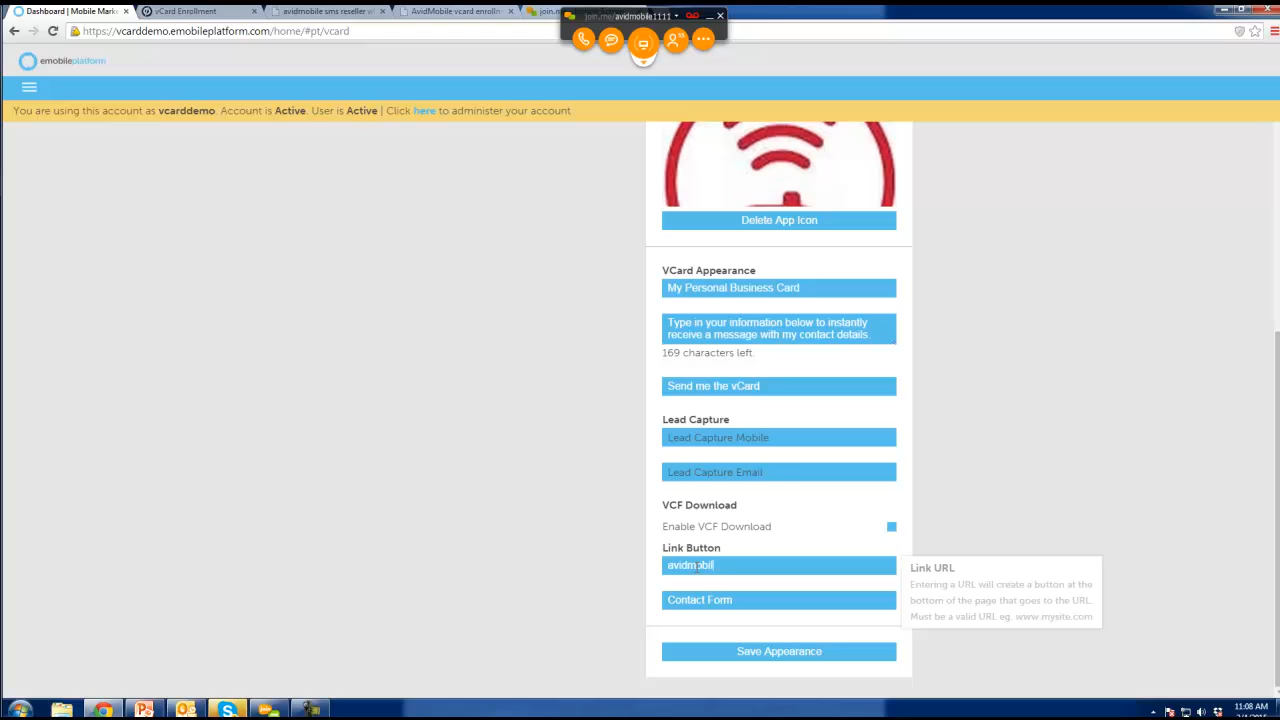 Dashboard | Mobile Marke
vCard Enrollment
avidmobile sms reseller w
AvidMobile vcard enrollm
join.me
join.me/avidmobile1111
https://vcarddemo.emobileplatform.com/home/#pt/vcard
15
emobileplatform
You are using this account as vcarddemo. Account is Active. User is Active | Click here to administer your account
Delete App Icon
VCard Appearance
My Personal Business Card
Type in your information below to instantly
receive a message with my contact details.
169 characters left.
Send me the vCard
Lead Capture
Lead Capture Mobile
Lead Capture Email
VCF Download
Enable VCF Download
Link Button
avidmobil
Link URL
Entering a URL will create a button at the
bottom of the page that goes to the URL.
Must be a valid URL eg. www.mysite.com
Contact Form
Save Appearance
11:08 AM